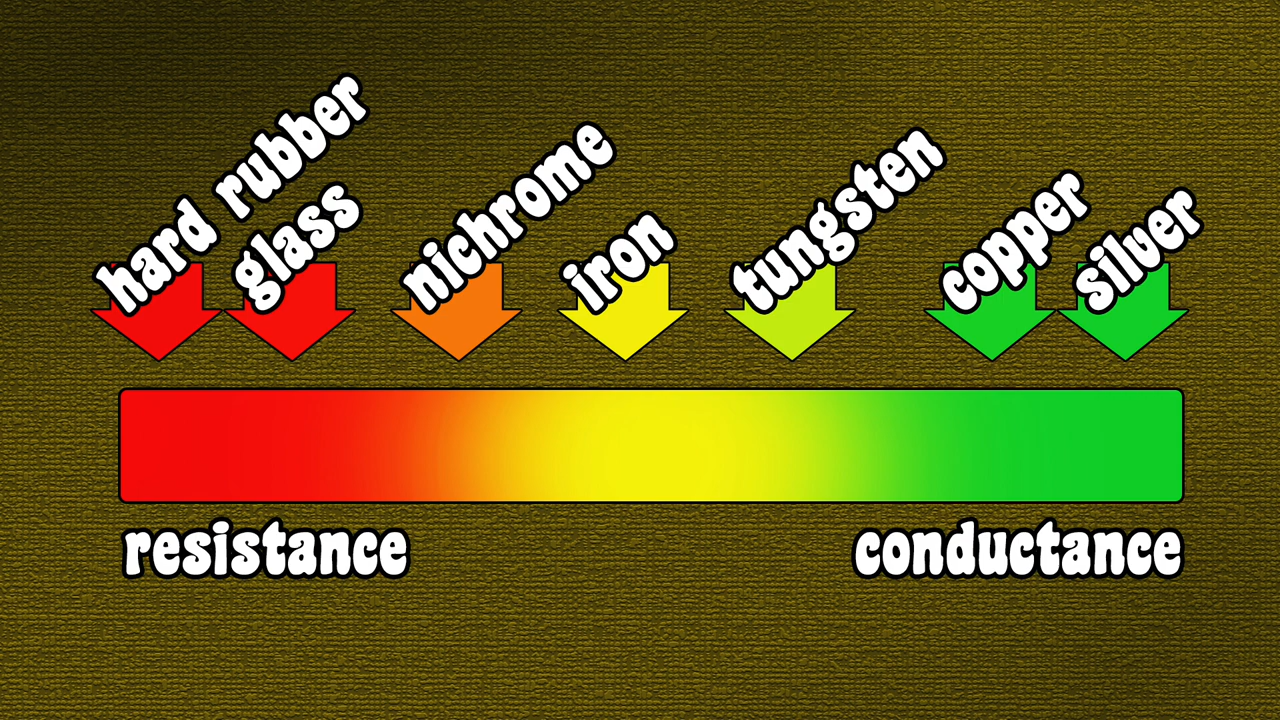 hard rubber
glass
nichrome
iron
tungsten
copper
silver
resistance
conductance